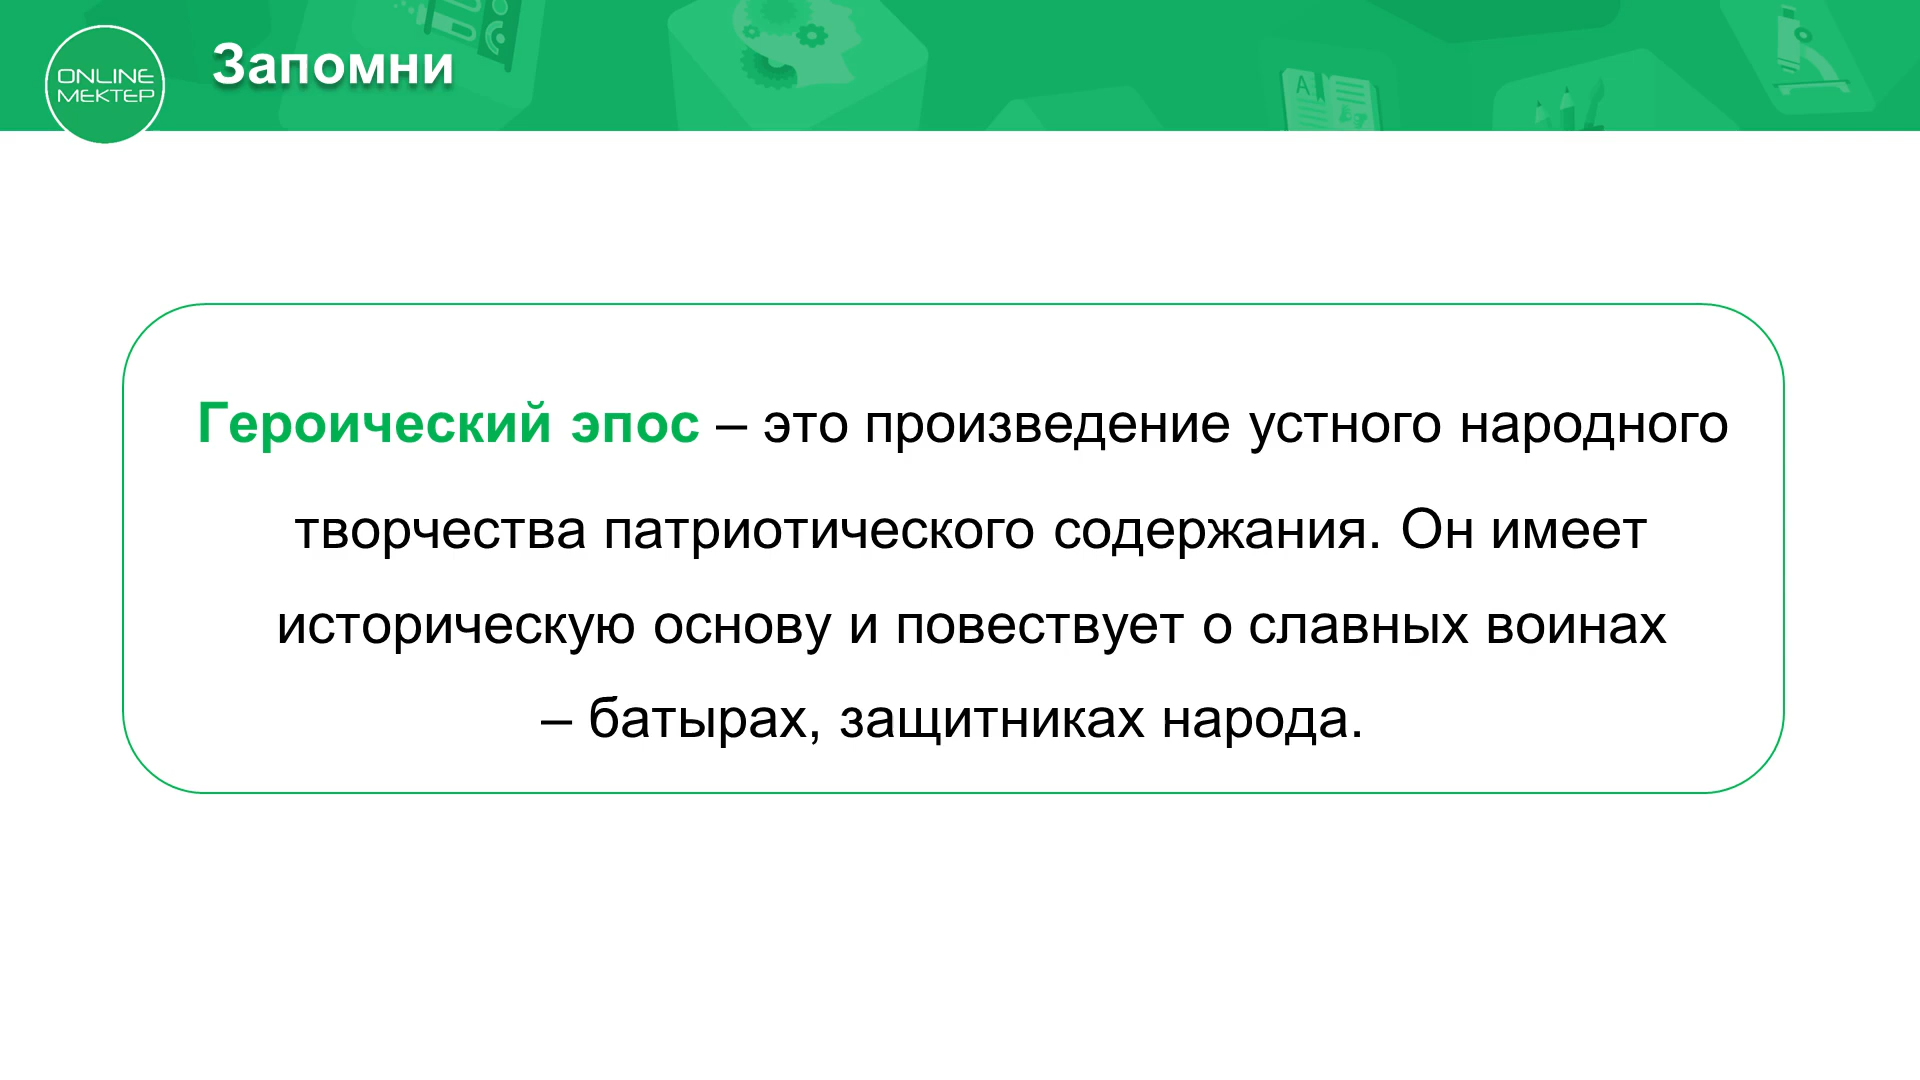 ONLINE
МЕКТЕР
Запомни
Героический эпос – это произведение устного народного
творчества патриотического содержания. Он имеет
историческую основу и повествует о славных воинах
– батырах, защитниках народа.